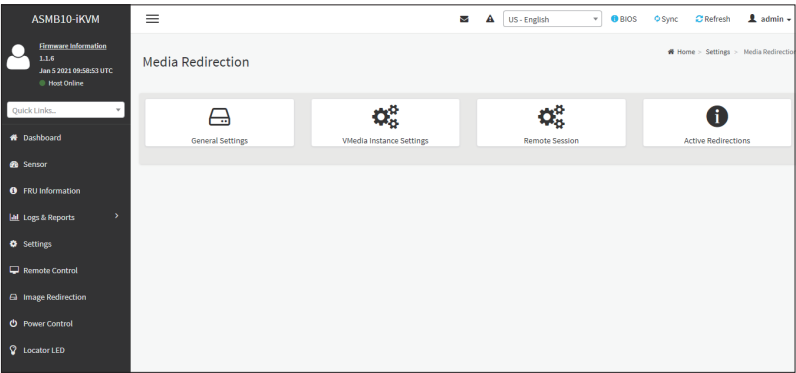 ASMB10-iKVM
Firmware Information
1.1.6
Jan 5 2021 09:58:53 UTC
Host Online
Quick Links...
Dashboard
Sensor
FRU Information
Logs & Reports
Settings
Remote Control
Image Redirection
Power Control
Locator LED
US - English
BIOS
Sync
Refresh
admin
Media Redirection
Home > Settings > Media Redirection
General Settings
VMedia Instance Settings
Remote Session
Active Redirections